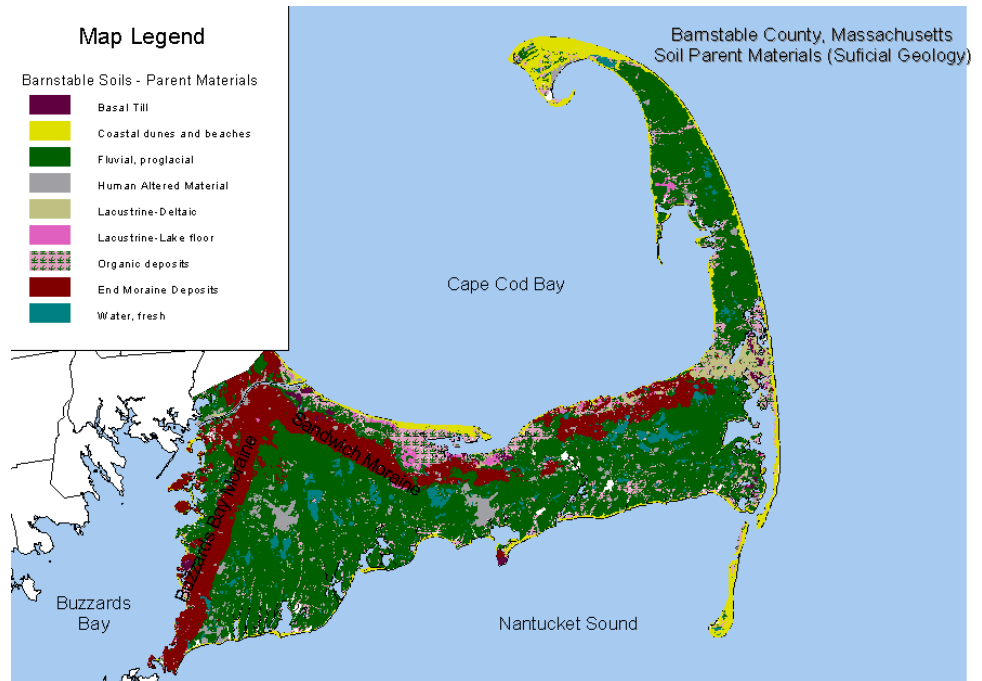 Map Legend
Barnstable Soils - Parent Materials
Basal Till
Coastal dunes and beaches
Fluvial, proglacial
Human Altered Material
Lacustrine-Deltaic
Lacustrine-Lake floor
Organic deposits
End Moraine Deposits
Water, fresh
Barnstable County, Massachusetts
Soil Parent Materials (Suficial Geology)
Cape Cod Bay
Sandwich Moraine
Buzzards Bay Moraine
Buzzards
Bay
Nantucket Sound